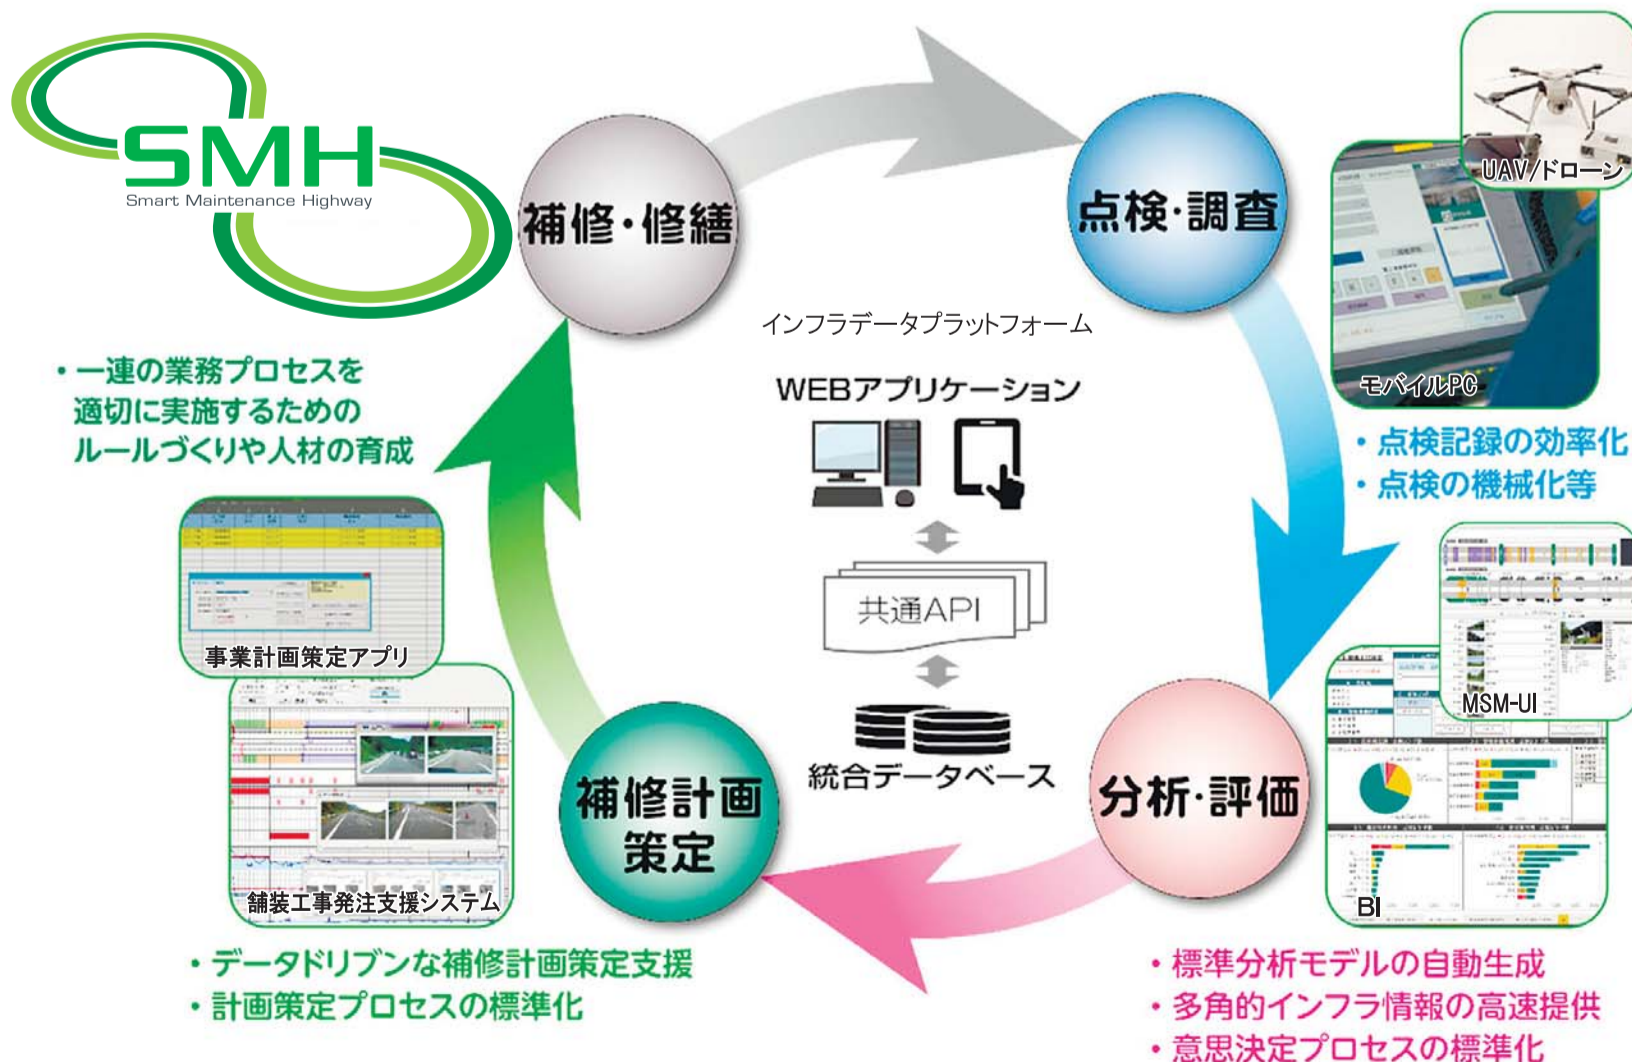 SMH
Smart Maintenance Highway
補修・修繕
点検・調査
UAV/ドローン
モバイルPC
・点検記録の効率化
・点検の機械化等
インフラデータプラットフォーム
WEBアプリケーション
共通API
統合データベース
・一連の業務プロセスを
適切に実施するための
ルールづくりや人材の育成
事業計画策定アプリ
舗装工事発注支援システム
補修計画
策定
・データドリブンな補修計画策定支援
・計画策定プロセスの標準化
分析・評価
MSM-UI
BI
・標準分析モデルの自動生成
・多角的インフラ情報の高速提供
・意思決定プロセスの標準化